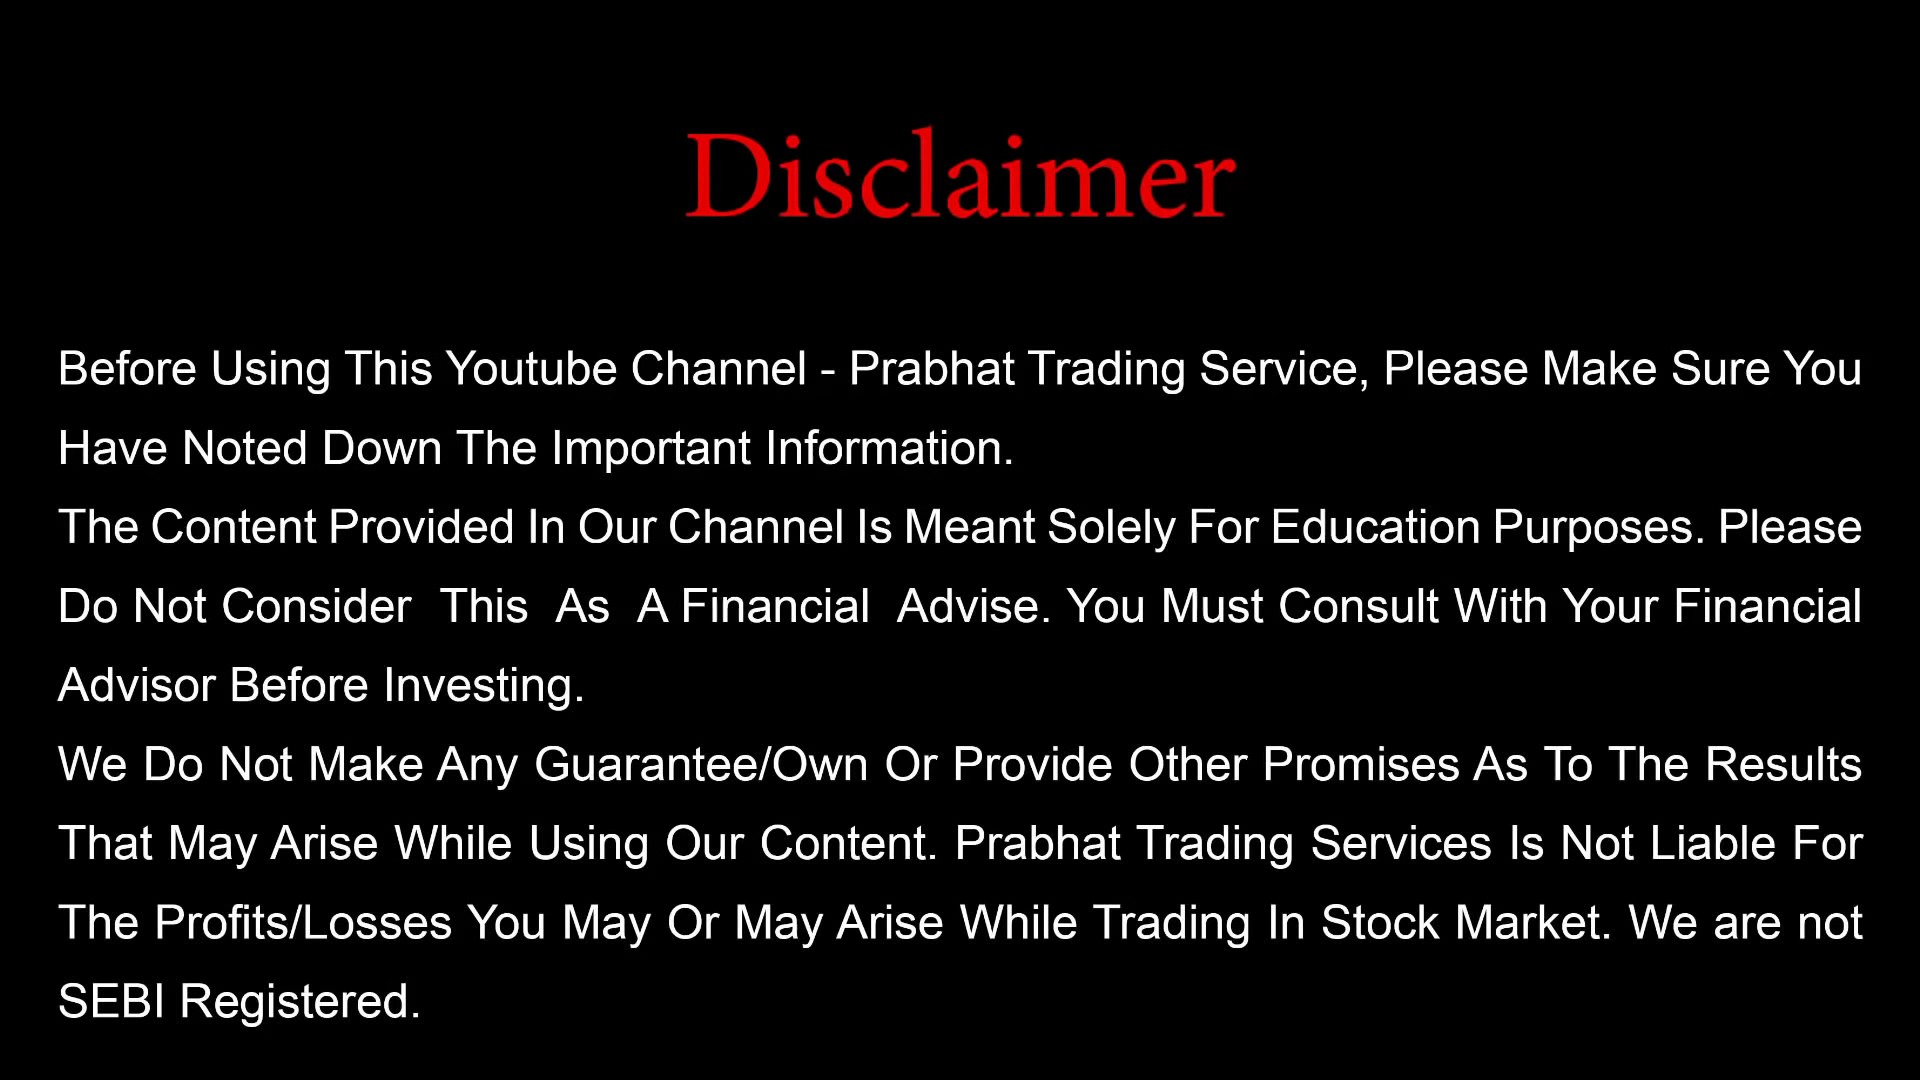 Disclaimer
Before Using This Youtube Channel - Prabhat Trading Service, Please Make Sure You
Have Noted Down The Important Information.
The Content Provided In Our Channel Is Meant Solely For Education Purposes. Please
Do Not Consider This As A Financial Advise. You Must Consult With Your Financial
Advisor Before Investing.
We Do Not Make Any Guarantee/Own Or Provide Other Promises As To The Results
That May Arise While Using Our Content. Prabhat Trading Services Is Not Liable For
The Profits/Losses You May Or May Arise While Trading In Stock Market. We are not
SEBI Registered.